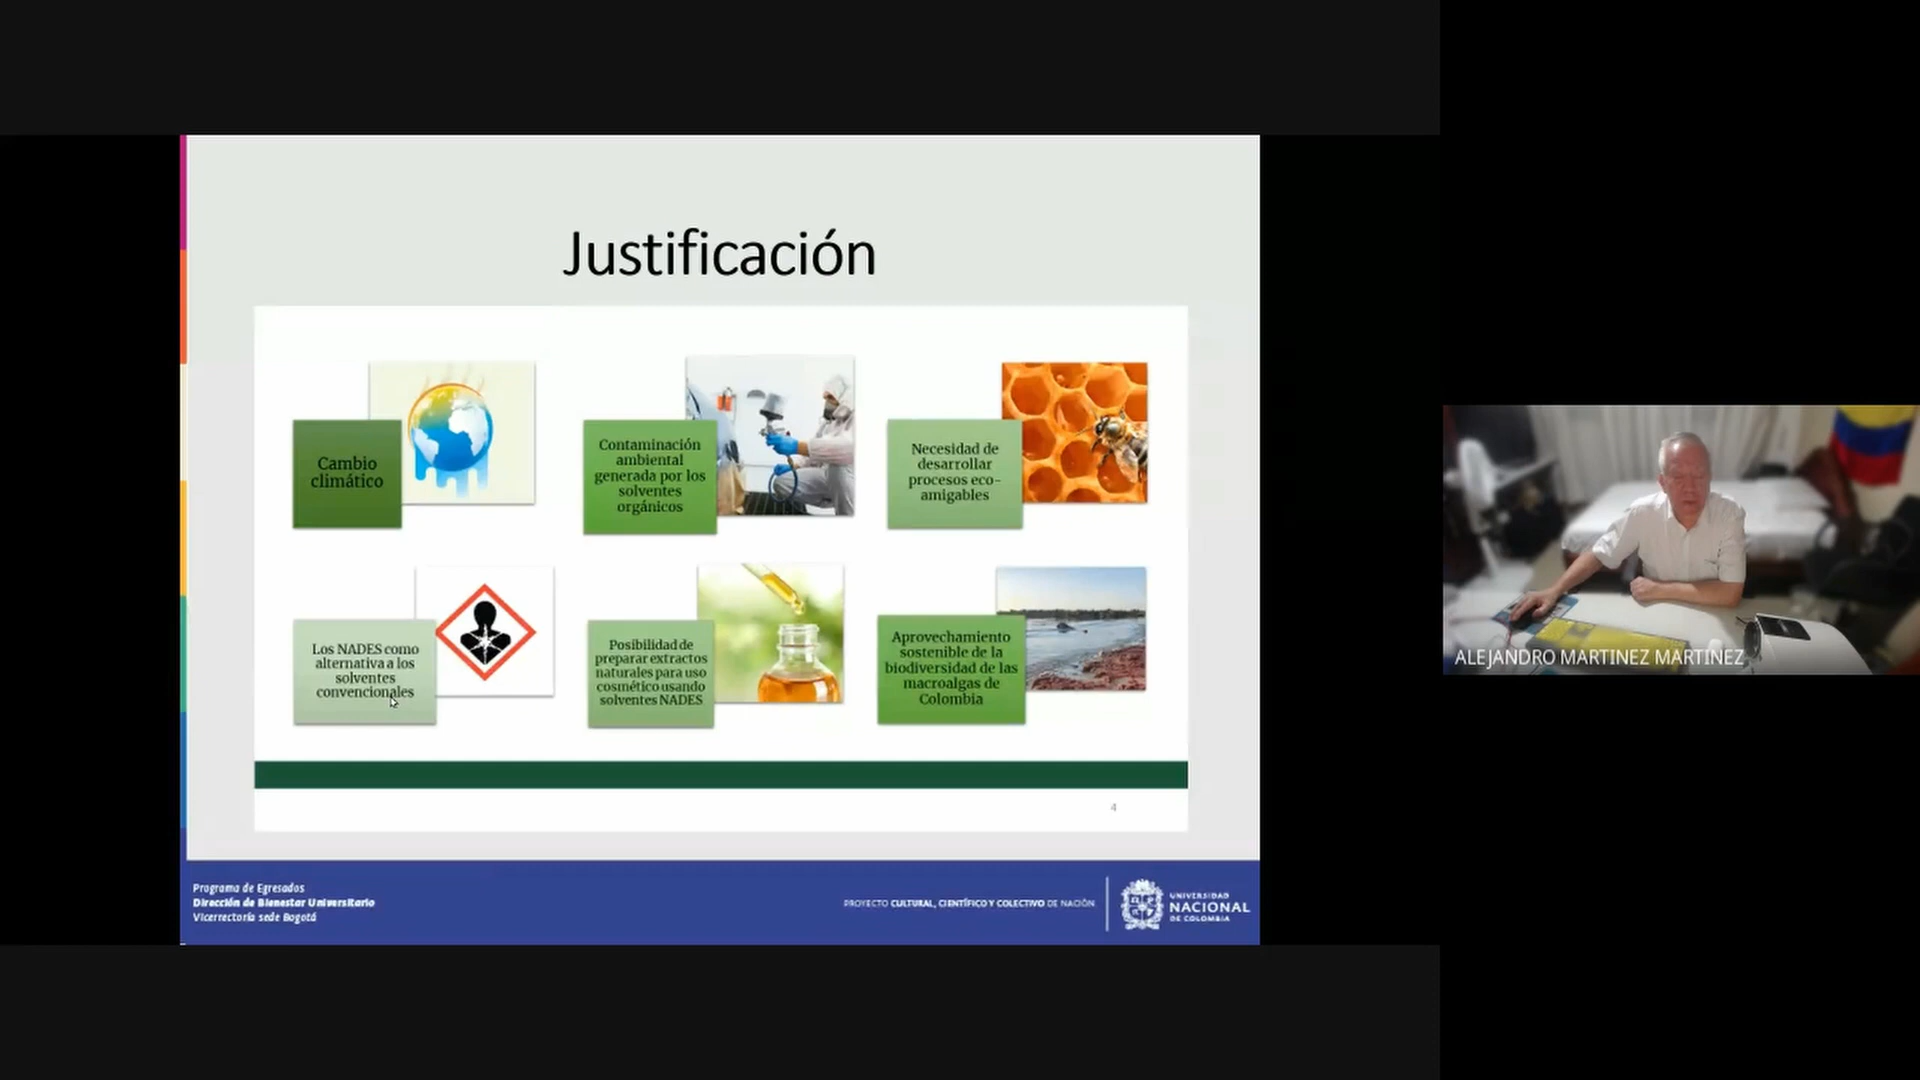 Justificación
Cambio
climático
Contaminación
ambiental
generada por los
solventes
orgánicos
Necesidad de
desarrollar
procesos eco-
amigables
Los NADES como
alternativa a los
solventes
convencionales
Posibilidad de
preparar extractos
naturales para uso
cosmético usando
solventes NADES
Aprovechamiento
sostenible de la
biodiversidad de las
macroalgas de
Colombia
4
Programa de Egresados
Dirección de Bienestar Universitario
Vicerrectoría sede Bogotá
PROYECTO CULTURAL, CIENTÍFICO Y COLECTIVO DE NACIÓN
UNIVERSIDAD
NACIONAL
DE COLOMBIA
ALEJANDRO MARTINEZ MARTÍNEZ